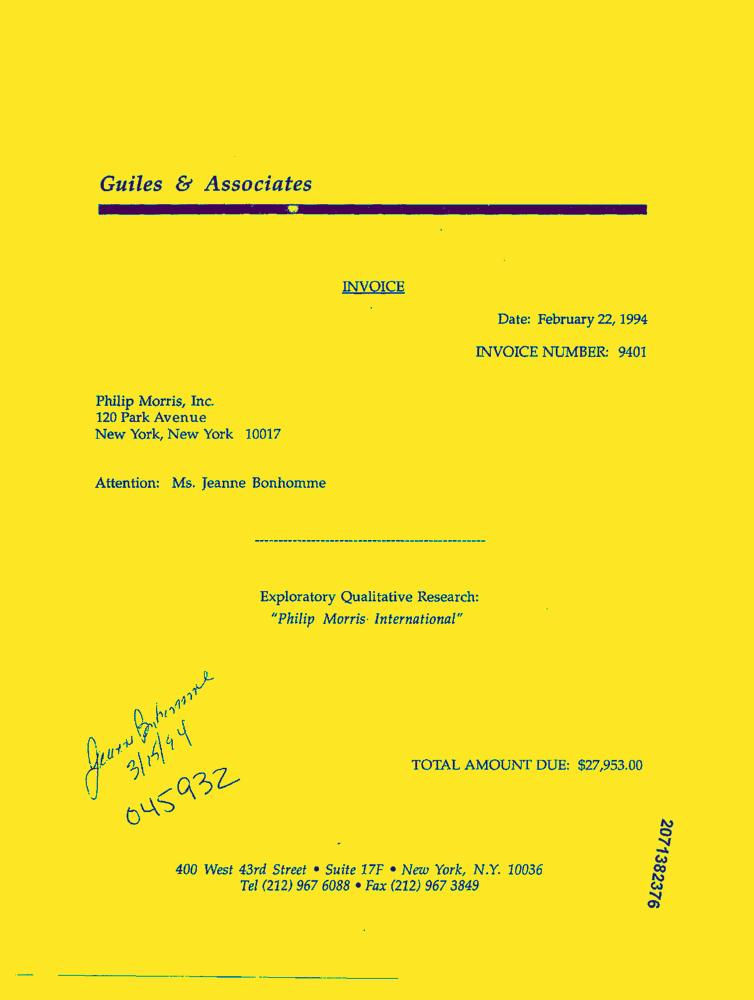 Guiles & Associates
INVOICE
Date: February 22, 1994
INVOICE NUMBER: 9401
Philip Morris, Inc.
120 Park Avenue
New York, New York 10017
Attention: Ms. Jeanne Bonhomme
Exploratory Qualitative Research:
"Philip Morris International"
Jeanne Bonhomme
3/15/94
045932
TOTAL AMOUNT DUE: $27,953.00
400 West 43rd Street • Suite 17F • New York, N.Y. 10036
Tel (212) 967 6088 • Fax (212) 967 3849
2071382376